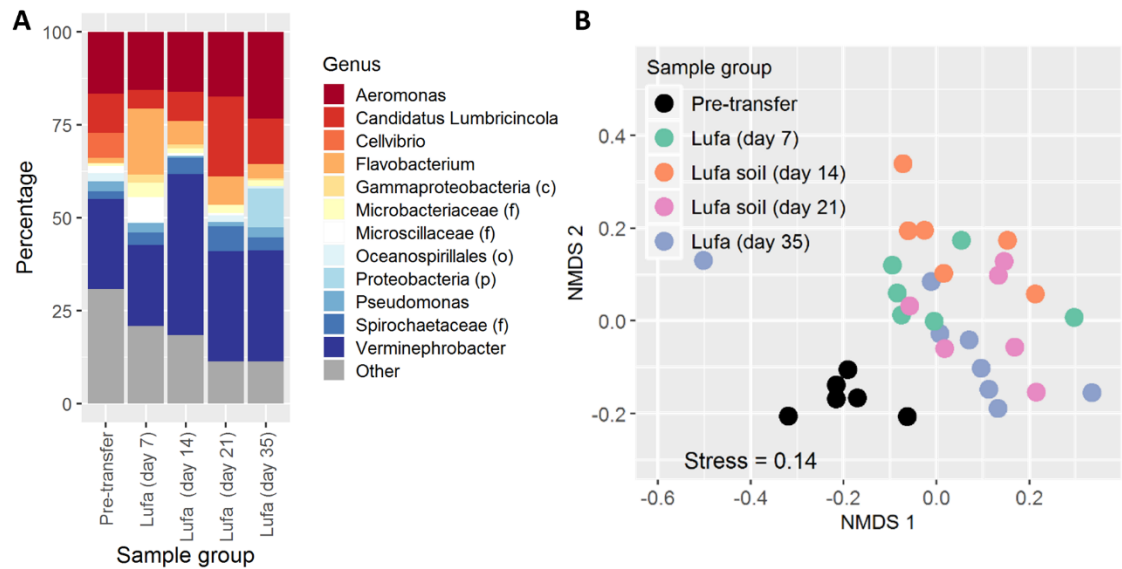 A
Percentage
100
75
50
25
0
Pre-transfer
Lufa (day 7)
Lufa (day 14)
Lufa (day 21)
Lufa (day 35)
Sample group
Genus
Aeromonas
Candidatus Lumbricincola
Cellvibrio
Flavobacterium
Gammaproteobacteria (c)
Microbacteriaceae (f)
Microscillaceae (f)
Oceanospirillales (o)
Proteobacteria (p)
Pseudomonas
Spirochaetaceae (f)
Verminephrobacter
Other
B
Sample group
Pre-transfer
Lufa (day 7)
Lufa soil (day 14)
Lufa soil (day 21)
Lufa (day 35)
NMDS 2
0.4
0.2
0.0
-0.2
Stress = 0.14
-0.6
-0.4
-0.2
0.0
0.2
NMDS 1